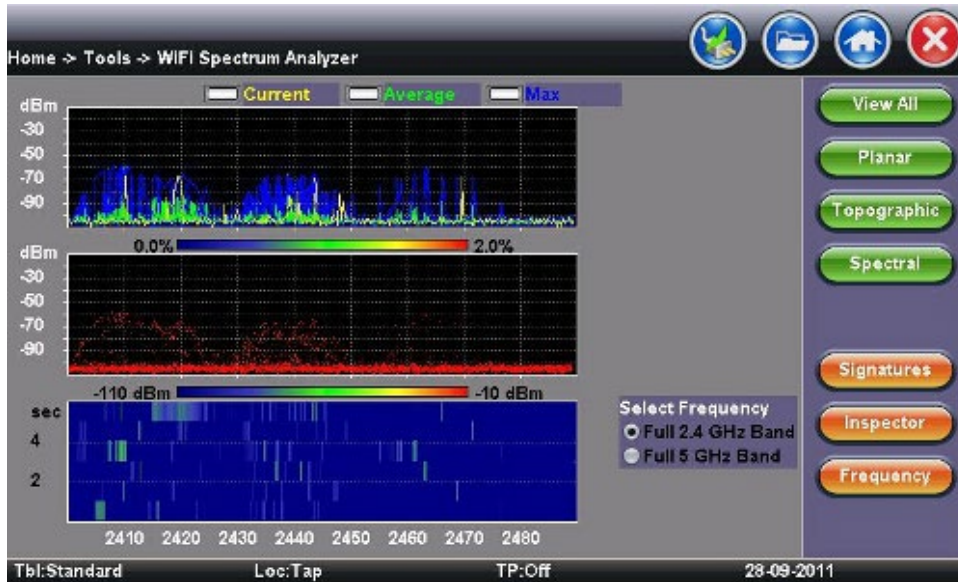 Home -> Tools -> WiFi Spectrum Analyzer
Current Average Max
dBm
-30
-50
-70
-90
0.0% 2.0%
dBm
-30
-50
-70
-90
-110 dBm -10 dBm
sec
4
2
2410 2420 2430 2440 2450 2460 2470 2480
Select Frequency
Full 2.4 GHz Band
Full 5 GHz Band
View All
Planar
Topographic
Spectral
Signatures
Inspector
Frequency
Tbl:Standard Loc:Tap TP:Off 28-09-2011